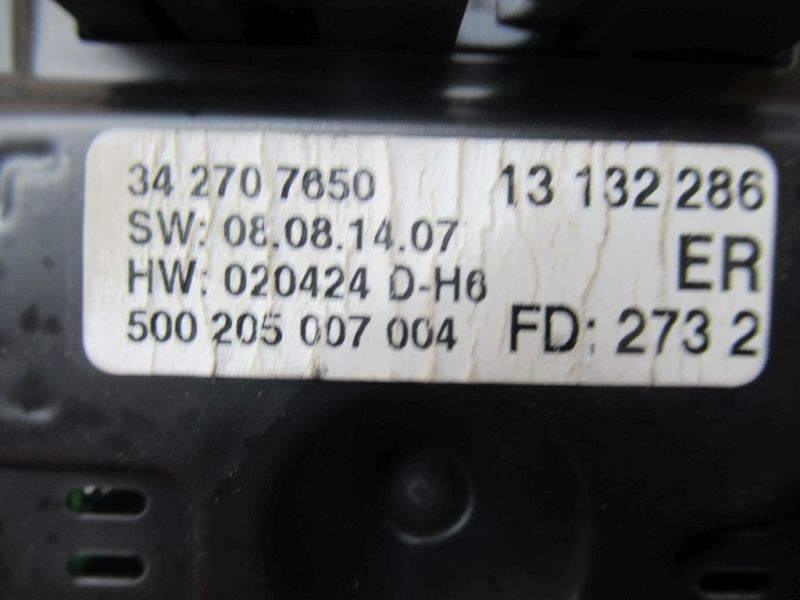 34 270 7650 13 132 286
SW: 08.08.14.07
HW: 020424 D-H6 ER
500 205 007 004 FD: 273 2